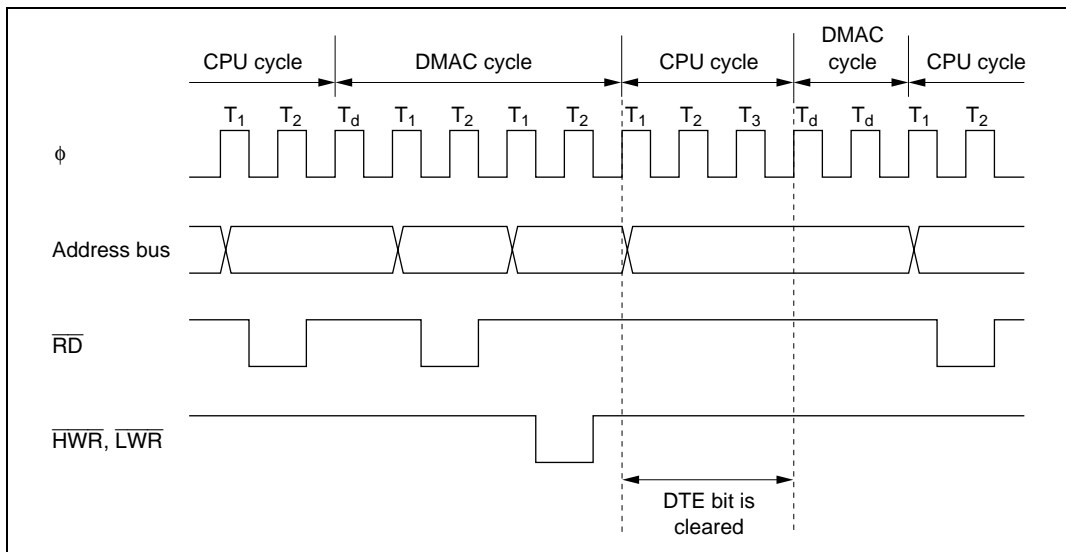 CPU cycle DMAC cycle CPU cycle DMAC cycle CPU cycle
T1 T2 Td T1 T2 T1 T2 T1 T2 T3 Td Td T1 T2
φ
Address bus
RD
HWR, LWR
DTE bit is
cleared